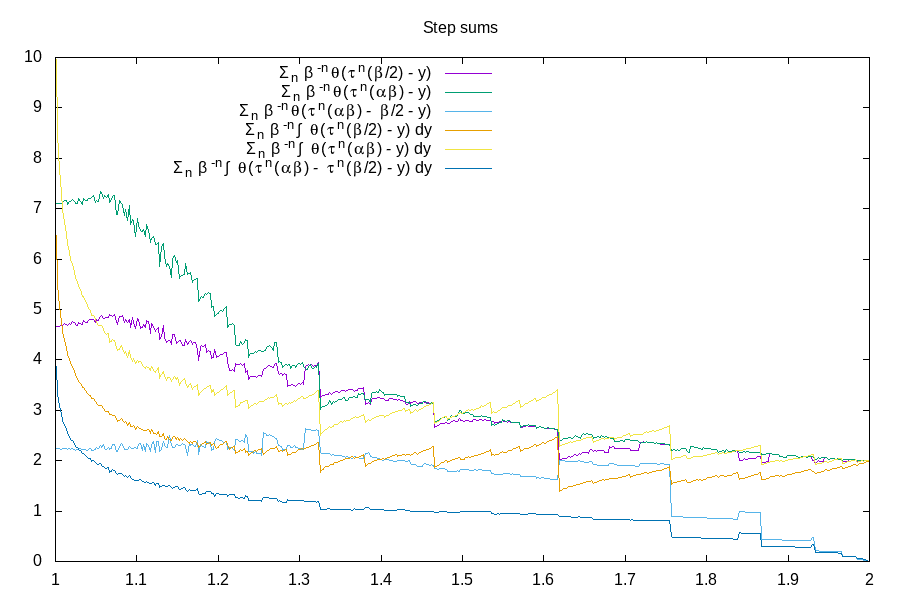 Step sums
Σn β-nθ(τn(β/2) - y)
Σn β-nθ(τn(αβ) - y)
Σn β-nθ(τn(αβ) - β/2 - y)
Σn β-n∫ θ(τn(β/2) - y) dy
Σn β-n∫ θ(τn(αβ) - y) dy
Σn β-n∫ θ(τn(αβ) - τn(β/2) - y) dy
10
9
8
7
6
5
4
3
2
1
0
1 1.1 1.2 1.3 1.4 1.5 1.6 1.7 1.8 1.9 2